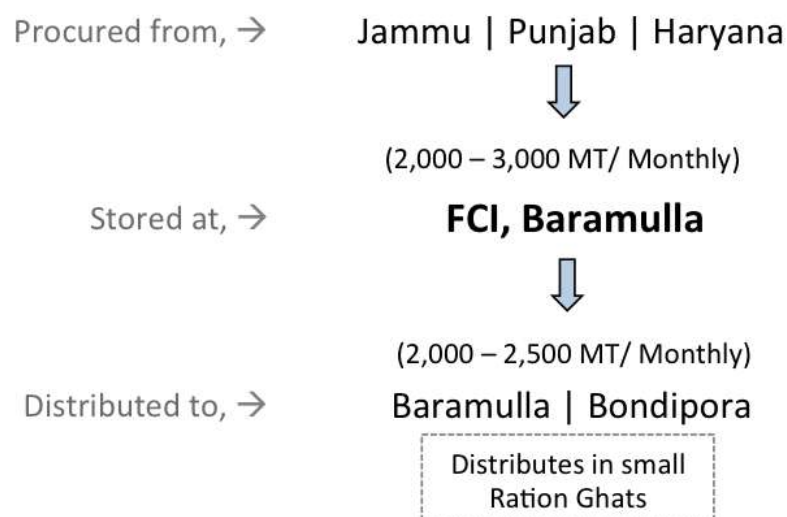 Procured from, → Jammu | Punjab | Haryana
(2,000 – 3,000 MT/ Monthly)
Stored at, → FCI, Baramulla
(2,000 – 2,500 MT/ Monthly)
Distributed to, → Baramulla | Bondipora
Distributes in small
Ration Ghats